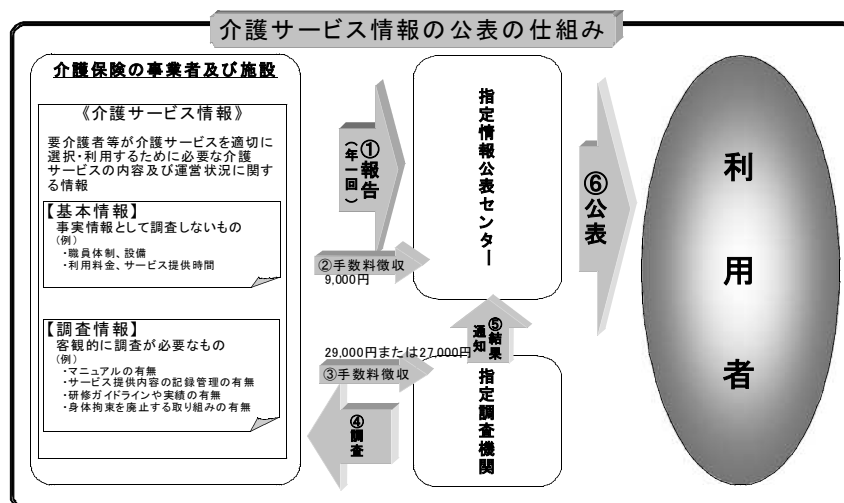 介護サービス情報の公表の仕組み
介護保険の事業者及び施設
《介護サービス情報》
要介護者等が介護サービスを適切に
選択・利用するために必要な介護
サービスの内容及び運営状況に関す
る情報
【基本情報】
事実情報として調査しないもの
(例)
・職員体制、設備
・利用料金、サービス提供時間
【調査情報】
客観的に調査が必要なもの
(例)
・マニュアルの有無
・サービス提供内容の記録管理の有無
・研修ガイドラインや実績の有無
・身体拘束を廃止する取り組みの有無
①報告
(年一回)
②手数料徴収
9,000円
29,000円または27,000円
③手数料徴収
④調査
指定情報公表センター
⑤結果
通知
指定調査機関
⑥公表
利用者